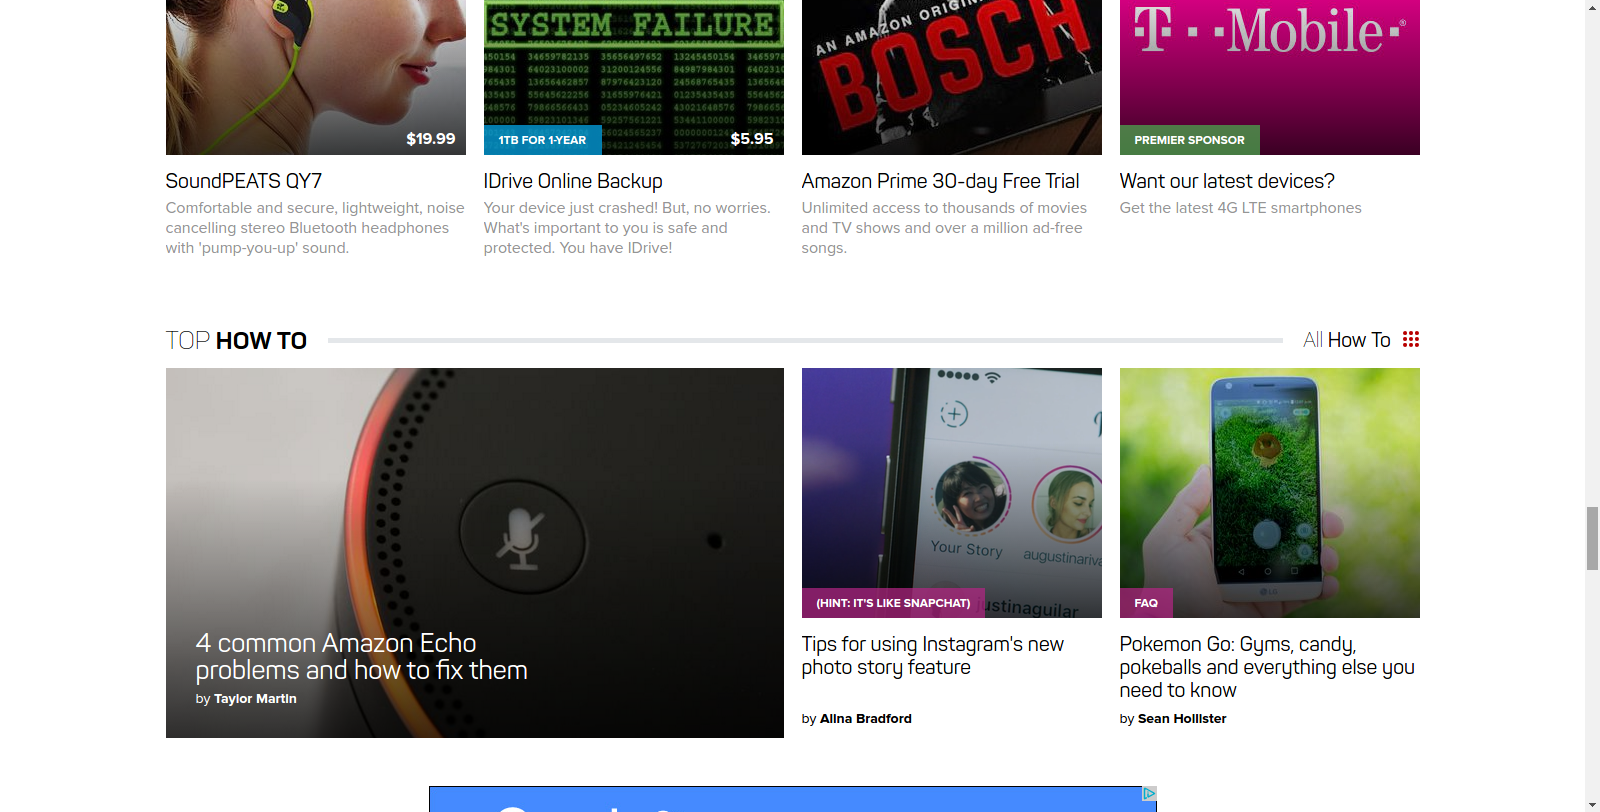 $19.99
SYSTEM FAILURE
1TB FOR 1-YEAR
$5.95
AN AMAZON ORIGIN
BOSCH
T-Mobile
PREMIER SPONSOR
SoundPEATS QY7
Comfortable and secure, lightweight, noise
cancelling stereo Bluetooth headphones
with 'pump-you-up' sound.
IDrive Online Backup
Your device just crashed! But, no worries.
What's important to you is safe and
protected. You have IDrive!
Amazon Prime 30-day Free Trial
Unlimited access to thousands of movies
and TV shows and over a million ad-free
songs.
Want our latest devices?
Get the latest 4G LTE smartphones
TOP HOW TO
All How To
4 common Amazon Echo
problems and how to fix them
by Taylor Martin
Your Story
augustinariva
justinaguilar
(HINT: IT'S LIKE SNAPCHAT)
Tips for using Instagram's new
photo story feature
by Alina Bradford
LG
FAQ
Pokemon Go: Gyms, candy,
pokeballs and everything else you
need to know
by Sean Hollister